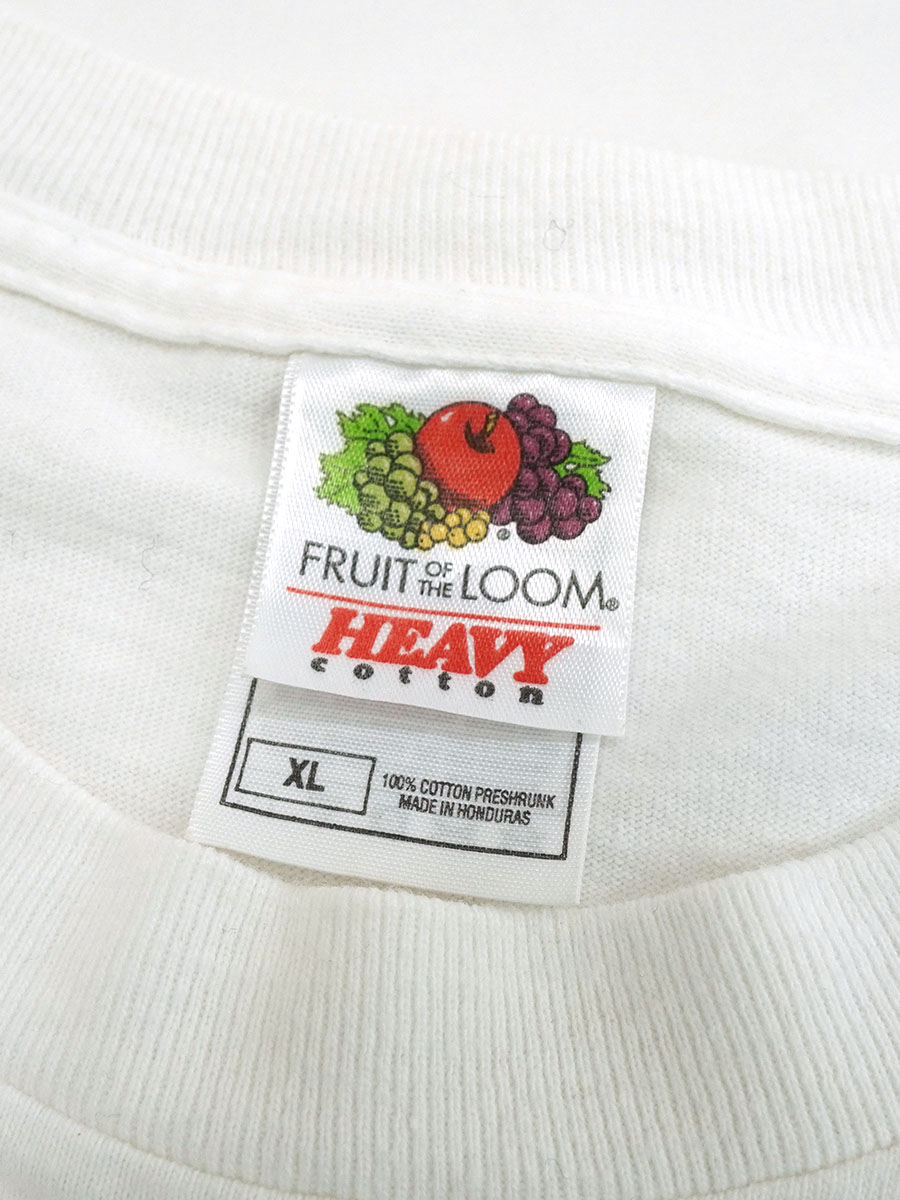 FRUIT OF THE LOOM®
HEAVY
cotton
XL
100% COTTON PRESHRUNK
MADE IN HONDURAS